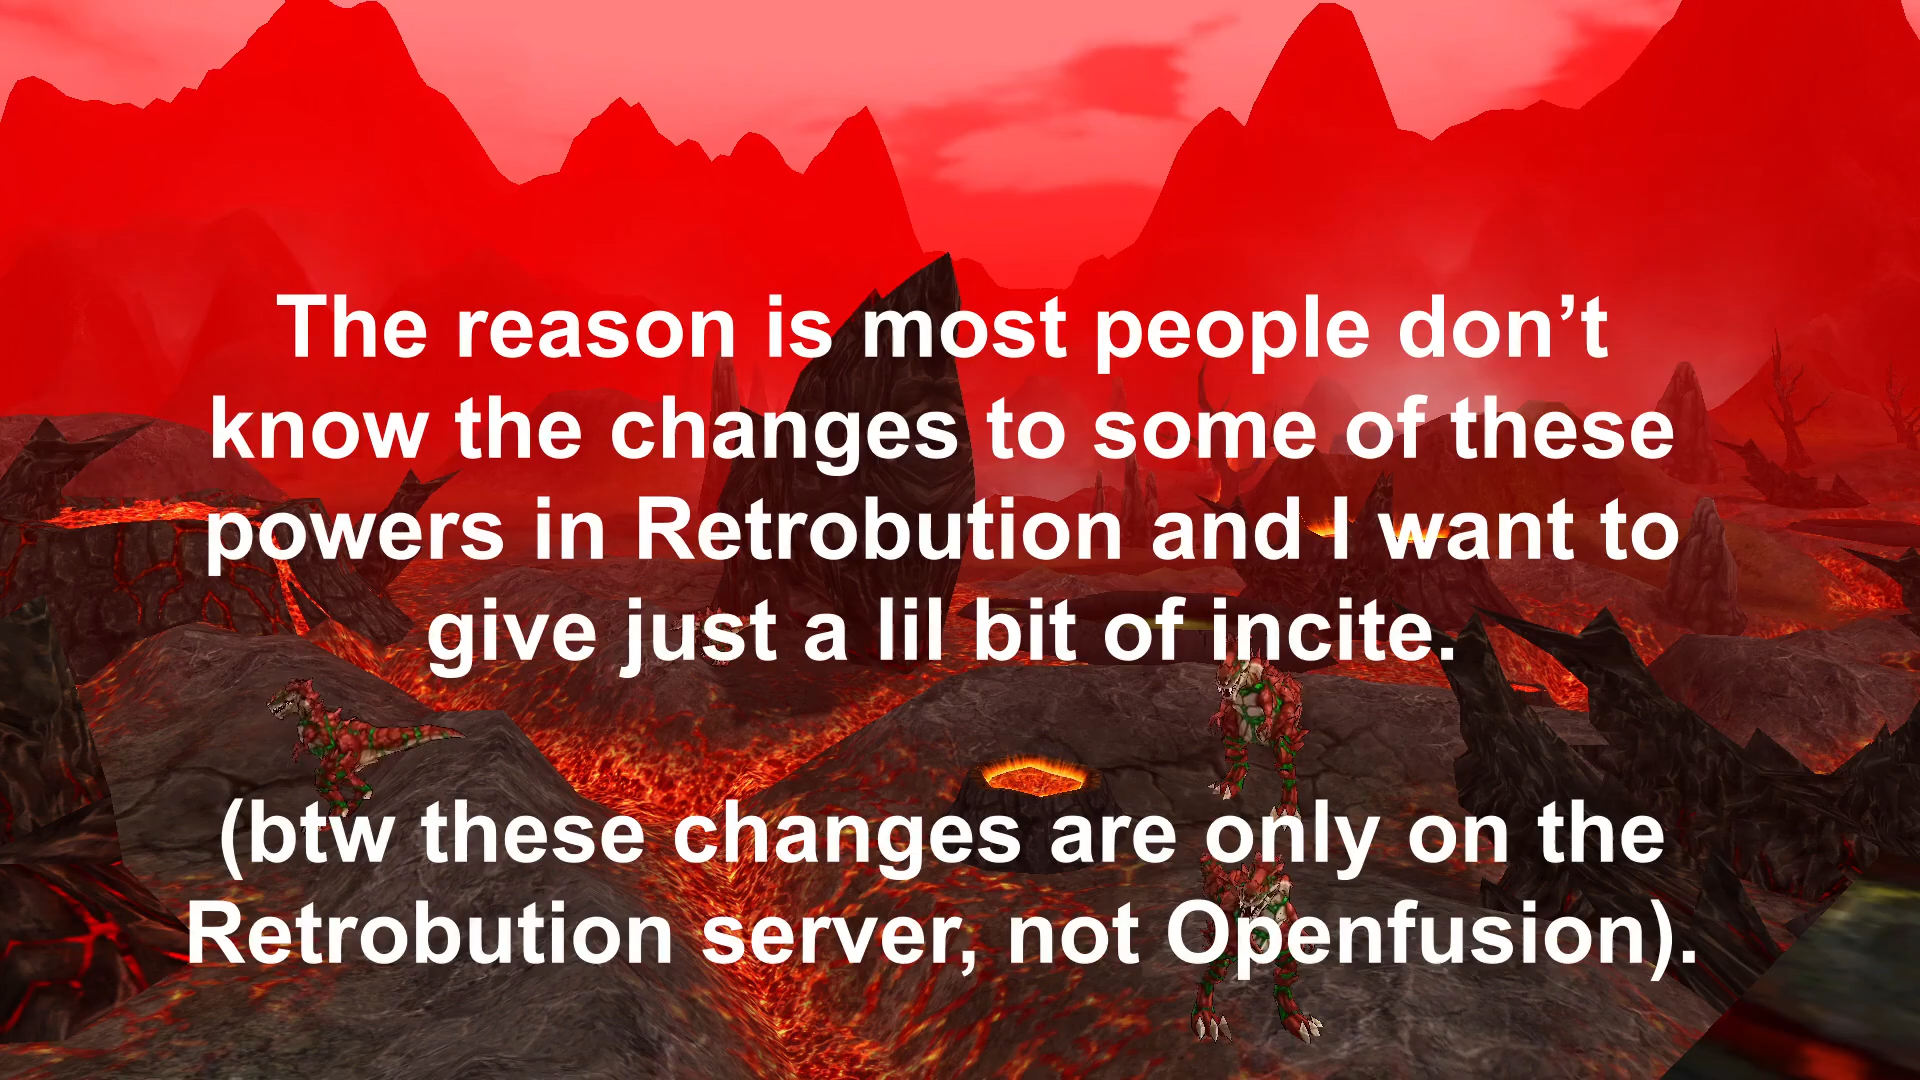 The reason is most people don’t
know the changes to some of these
powers in Retrobution and I want to
give just a lil bit of incite.
(btw these changes are only on the
Retrobution server, not Openfusion).